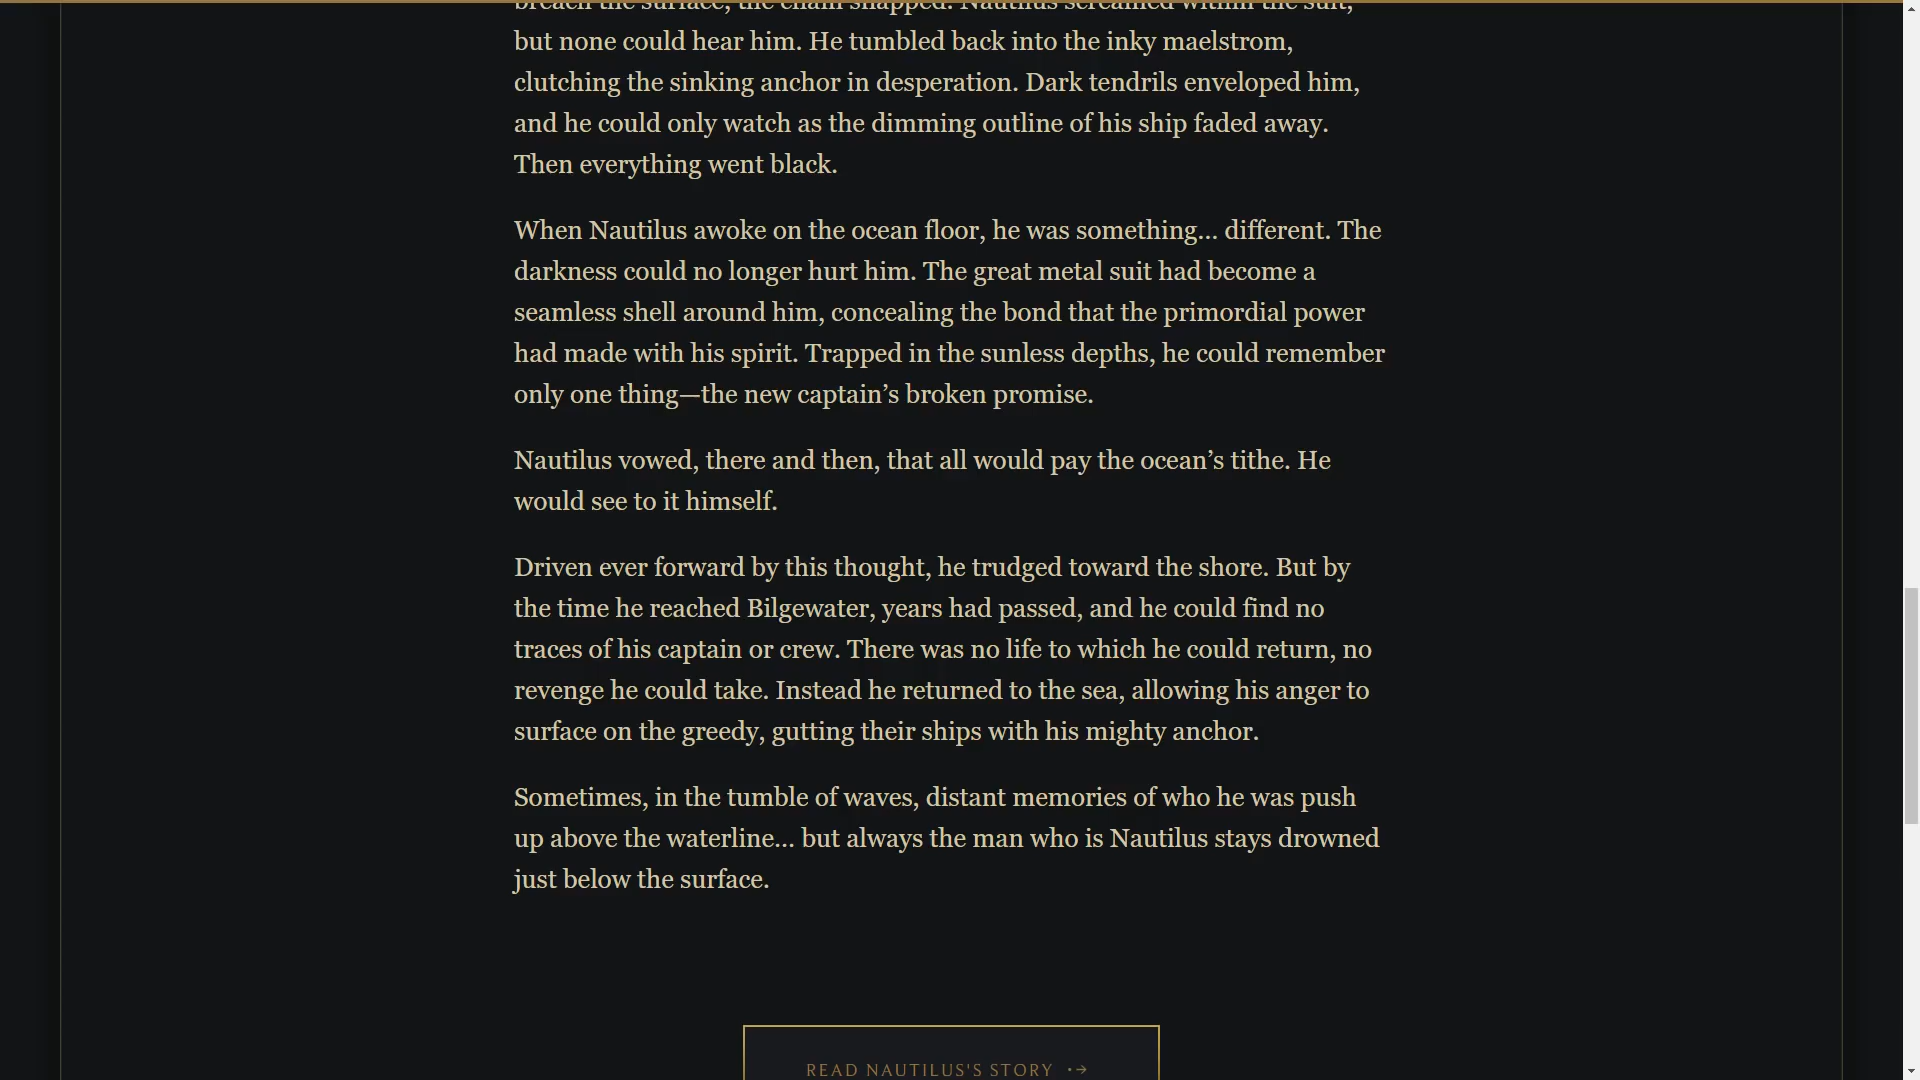 breach the surface, the chain snapped. Nautilus screamed within the suit,
but none could hear him. He tumbled back into the inky maelstrom,
clutching the sinking anchor in desperation. Dark tendrils enveloped him,
and he could only watch as the dimming outline of his ship faded away.
Then everything went black.
When Nautilus awoke on the ocean floor, he was something... different. The
darkness could no longer hurt him. The great metal suit had become a
seamless shell around him, concealing the bond that the primordial power
had made with his spirit. Trapped in the sunless depths, he could remember
only one thing—the new captain’s broken promise.
Nautilus vowed, there and then, that all would pay the ocean’s tithe. He
would see to it himself.
Driven ever forward by this thought, he trudged toward the shore. But by
the time he reached Bilgewater, years had passed, and he could find no
traces of his captain or crew. There was no life to which he could return, no
revenge he could take. Instead he returned to the sea, allowing his anger to
surface on the greedy, gutting their ships with his mighty anchor.
Sometimes, in the tumble of waves, distant memories of who he was push
up above the waterline... but always the man who is Nautilus stays drowned
just below the surface.
READ NAUTILUS'S STORY